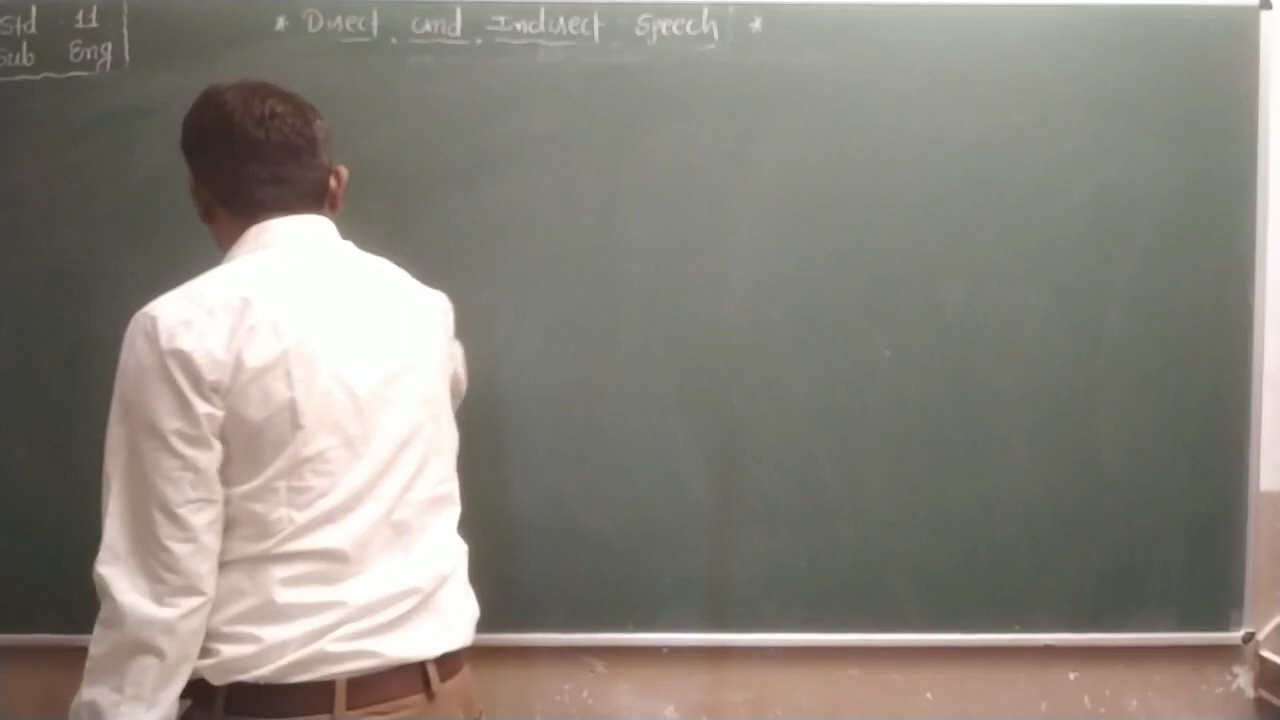 Std 11
Sub Eng
* Direct and Indirect Speech *